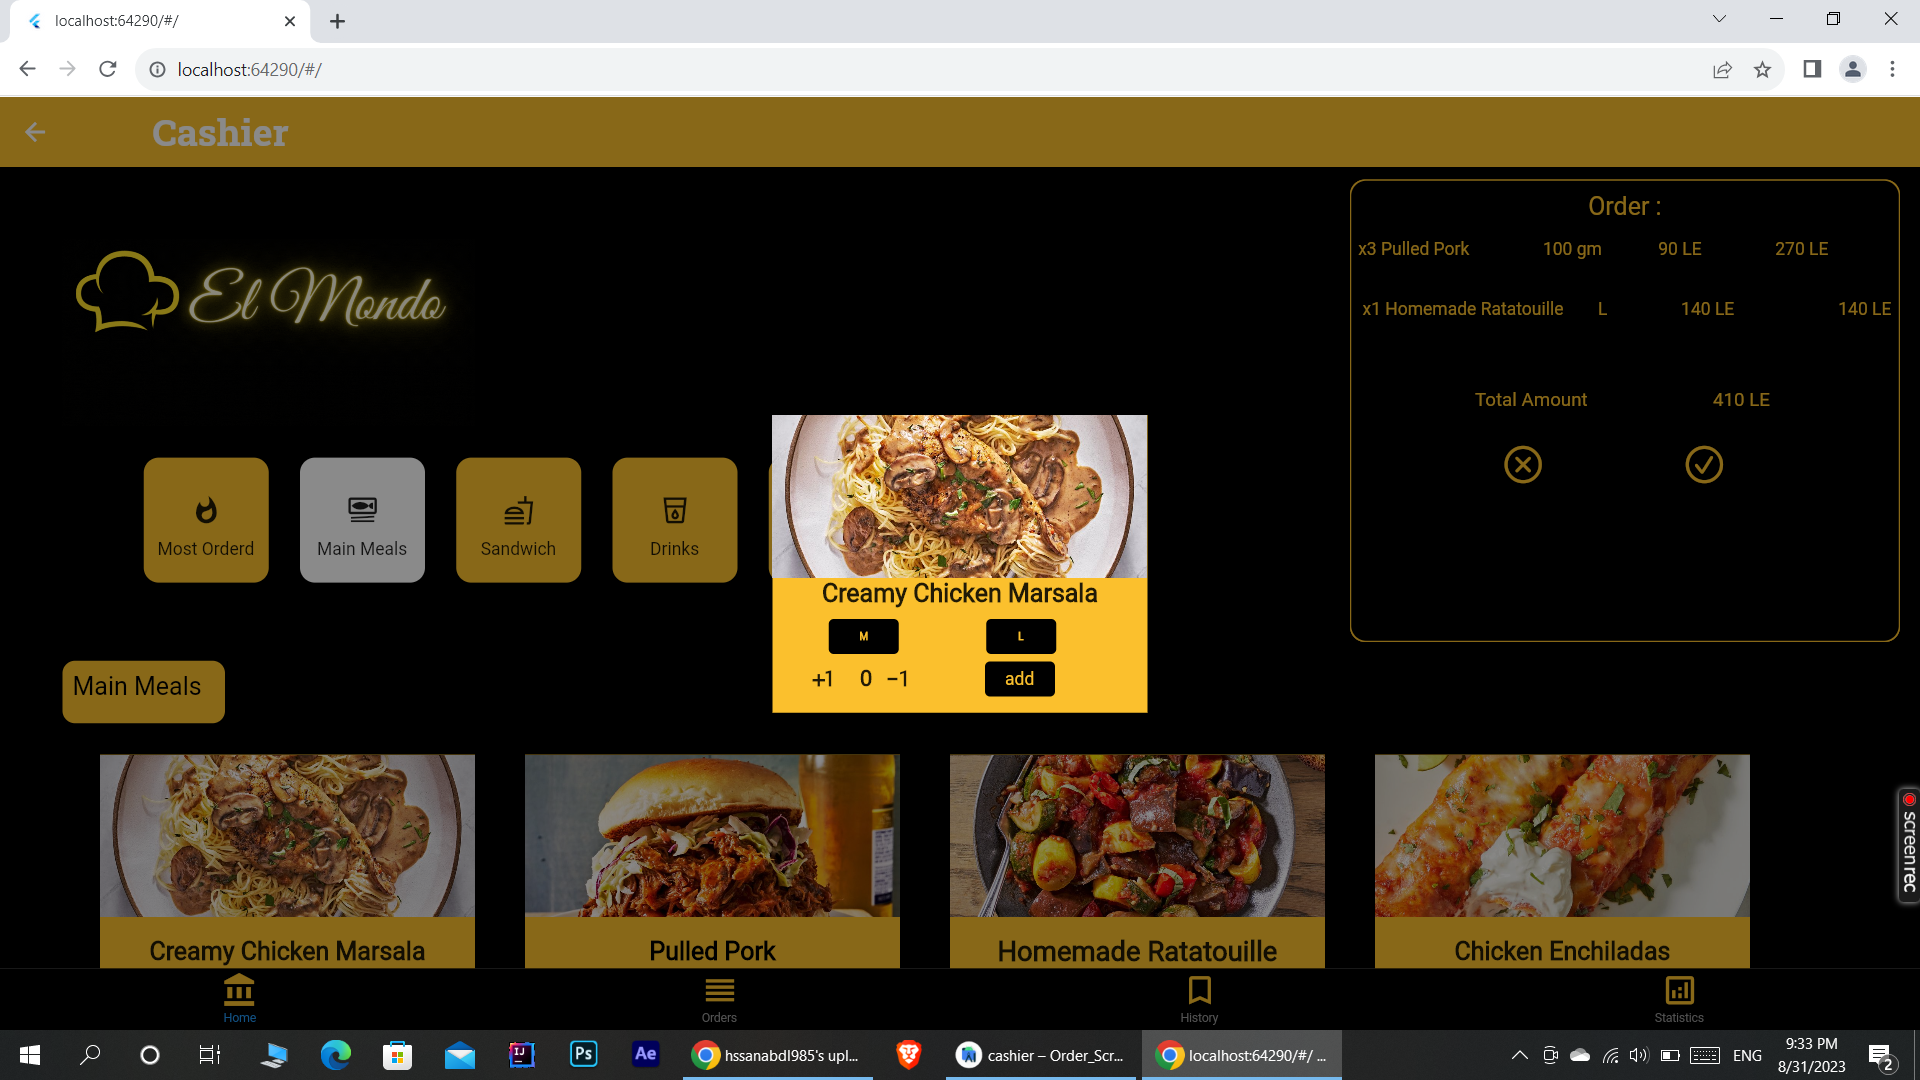 localhost:64290/#/
localhost:64290/#/
Cashier
El Mondo
Order :
x3 Pulled Pork 100 gm 90 LE 270 LE
x1 Homemade Ratatouille L 140 LE 140 LE
Total Amount 410 LE
Most Orderd
Main Meals
Sandwich
Drinks
Creamy Chicken Marsala
M L
+1 0 −1 add
Main Meals
Creamy Chicken Marsala
Pulled Pork
Homemade Ratatouille
Chicken Enchiladas
screenrec
Home
Orders
History
Statistics
IJ
Ps
Ae
hssanabdl985's upl...
cashier – Order_Scr...
localhost:64290/#/ ...
ENG
9:33 PM
8/31/2023
2